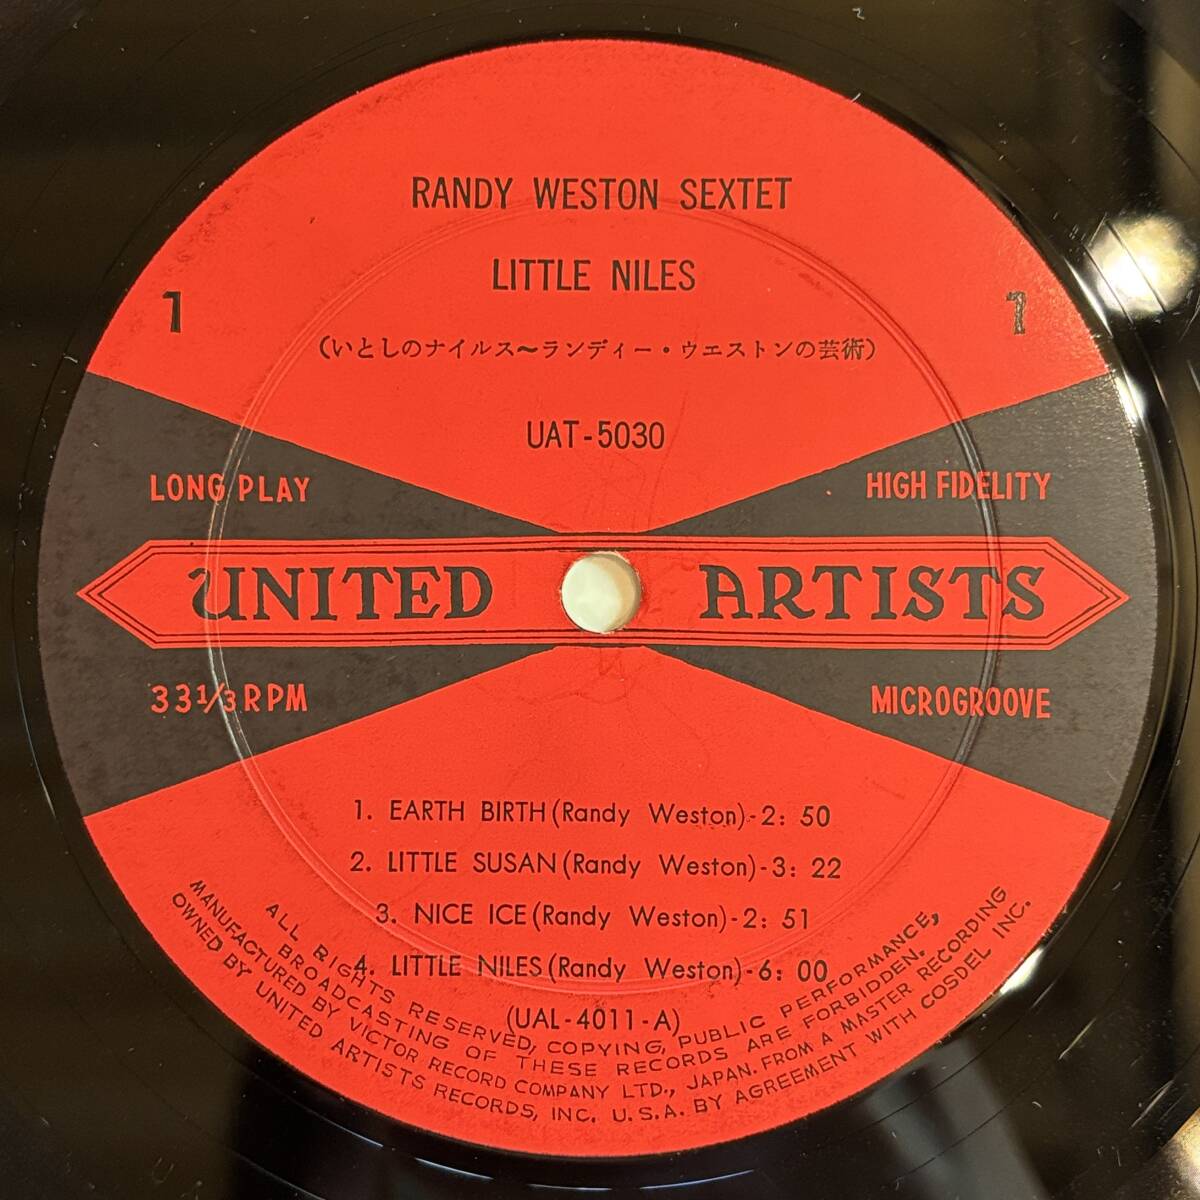 RANDY WESTON SEXTET
LITTLE NILES
1
1
(いとしのナイルス〜ランディー・ウエストンの芸術)
UAT-5030
LONG PLAY
HIGH FIDELITY
UNITED ARTISTS
33 1/3 RPM
MICROGROOVE
1. EARTH BIRTH (Randy Weston)-2: 50
2. LITTLE SUSAN (Randy Weston)-3: 22
3. NICE ICE (Randy Weston)-2: 51
4. LITTLE NILES (Randy Weston)-6: 00
(UAL-4011-A)
ALL RIGHTS RESERVED, COPYING, PUBLIC PERFORMANCE,
BROADCASTING OF THESE RECORDS ARE FORBIDDEN.
MANUFACTURED BY VICTOR RECORD COMPANY LTD., JAPAN. FROM A MASTER RECORDING
OWNED BY UNITED ARTISTS RECORDS, INC. U.S.A. BY AGREEMENT WITH COSDEL INC.